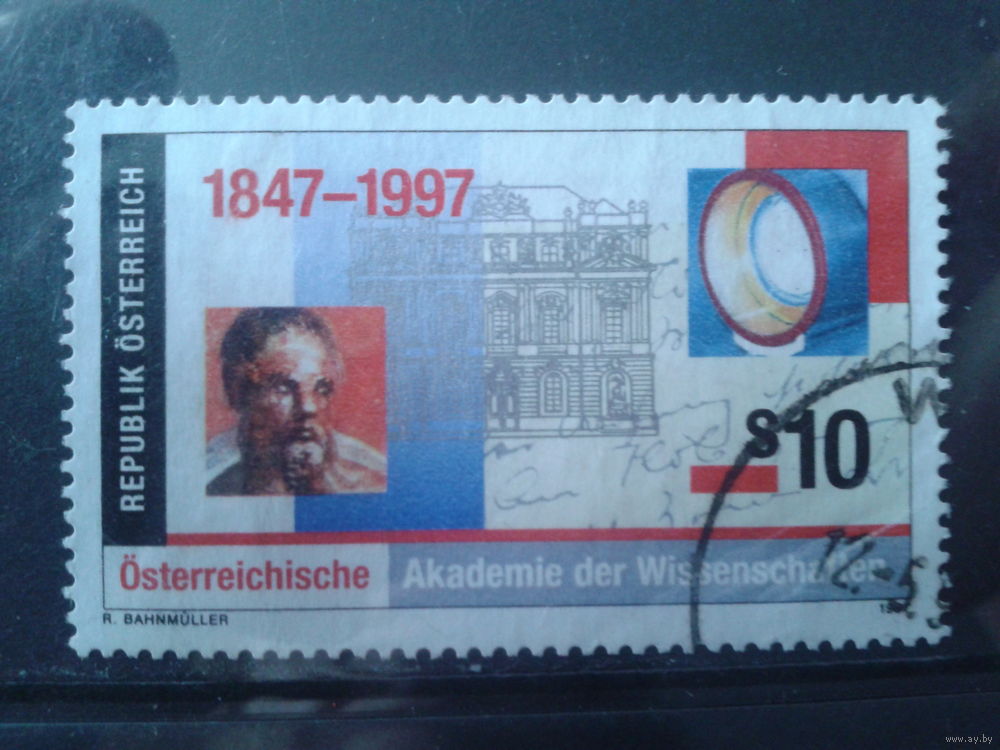 1847–1997
REPUBLIK ÖSTERREICH
S10
Österreichische Akademie der Wissenschaften
R. BAHNMÜLLER
www.ay.by